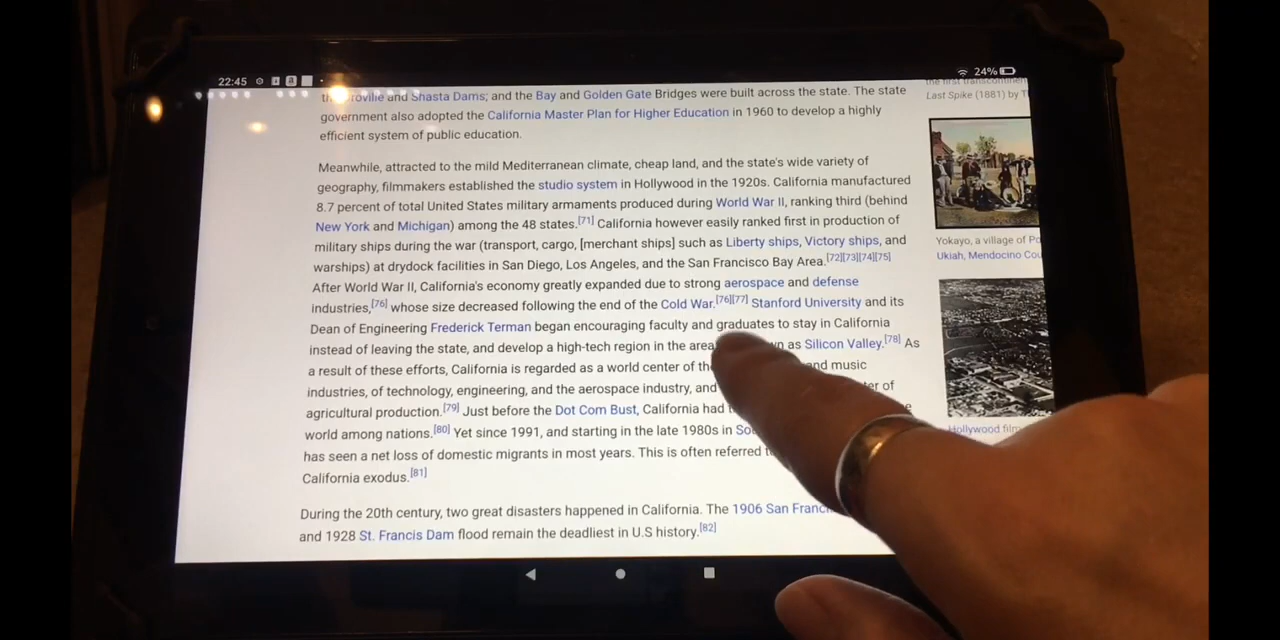 22:45
24%
Oroville and Shasta Dams; and the Bay and Golden Gate Bridges were built across the state. The state
government also adopted the California Master Plan for Higher Education in 1960 to develop a highly
efficient system of public education.
Meanwhile, attracted to the mild Mediterranean climate, cheap land, and the state's wide variety of
geography, filmmakers established the studio system in Hollywood in the 1920s. California manufactured
8.7 percent of total United States military armaments produced during World War II, ranking third (behind
New York and Michigan) among the 48 states.[71] California however easily ranked first in production of
military ships during the war (transport, cargo, [merchant ships] such as Liberty ships, Victory ships, and
warships) at drydock facilities in San Diego, Los Angeles, and the San Francisco Bay Area.[72][73][74][75]
After World War II, California's economy greatly expanded due to strong aerospace and defense
industries,[76] whose size decreased following the end of the Cold War.[76][77] Stanford University and its
Dean of Engineering Frederick Terman began encouraging faculty and graduates to stay in California
instead of leaving the state, and develop a high-tech region in the area as Silicon Valley.[78] As
a result of these efforts, California is regarded as a world center of and music
industries, of technology, engineering, and the aerospace industry, and of
agricultural production.[79] Just before the Dot Com Bust, California had
world among nations.[80] Yet since 1991, and starting in the late 1980s in
has seen a net loss of domestic migrants in most years. This is often referred
California exodus.[81]
During the 20th century, two great disasters happened in California. The 1906 San
and 1928 St. Francis Dam flood remain the deadliest in U.S history.[82]
Last Spike (1881) by
Yokayo, a village of
Ukiah, Mendocino
Hollywood